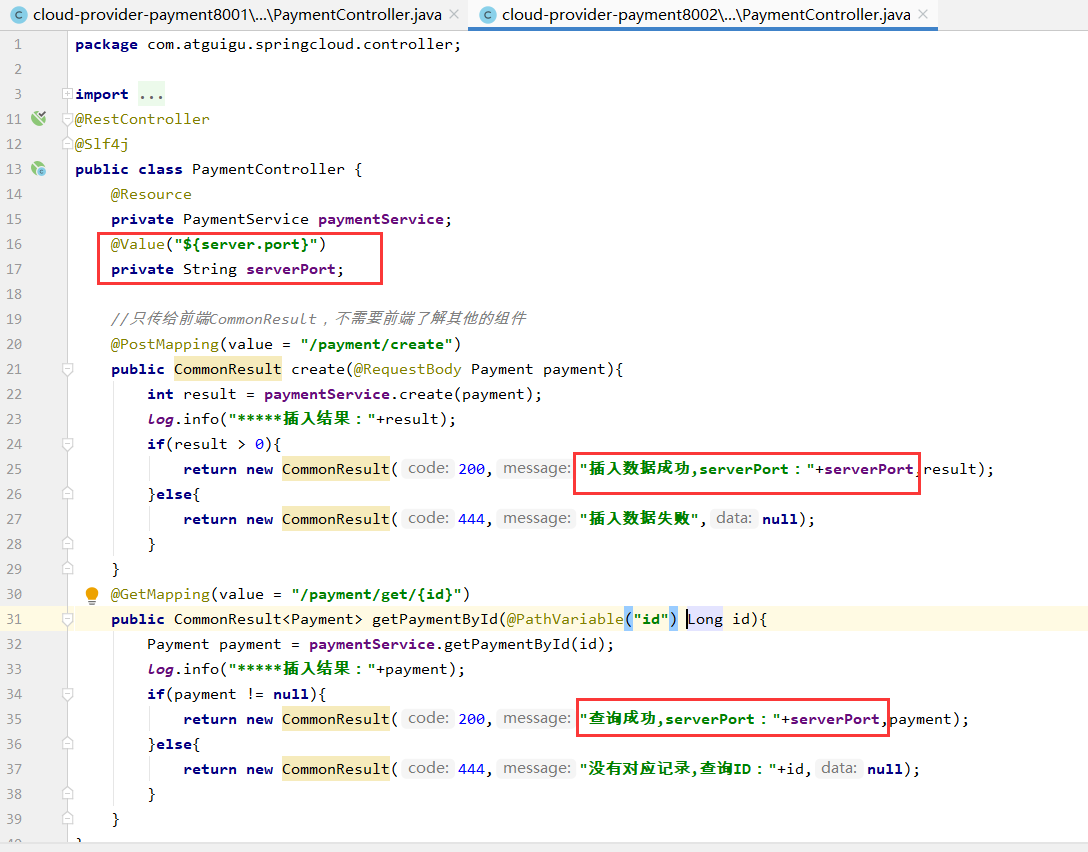 cloud-provider-payment8001\...\PaymentController.java × cloud-provider-payment8002\...\PaymentController.java ×
1 package com.atguigu.springcloud.controller;
2
3 import ...
11 @RestController
12 @Slf4j
13 public class PaymentController {
14 @Resource
15 private PaymentService paymentService;
16 @Value("${server.port}")
17 private String serverPort;
18
19 //只传给前端CommonResult，不需要前端了解其他的组件
20 @PostMapping(value = "/payment/create")
21 public CommonResult create(@RequestBody Payment payment){
22 int result = paymentService.create(payment);
23 log.info("*****插入结果："+result);
24 if(result > 0){
25 return new CommonResult( code: 200, message: "插入数据成功,serverPort："+serverPort,result);
26 }else{
27 return new CommonResult( code: 444, message: "插入数据失败", data: null);
28 }
29 }
30 @GetMapping(value = "/payment/get/{id}")
31 public CommonResult<Payment> getPaymentById(@PathVariable("id") Long id){
32 Payment payment = paymentService.getPaymentById(id);
33 log.info("*****插入结果："+payment);
34 if(payment != null){
35 return new CommonResult( code: 200, message: "查询成功,serverPort："+serverPort,payment);
36 }else{
37 return new CommonResult( code: 444, message: "没有对应记录,查询ID："+id, data: null);
38 }
39 }